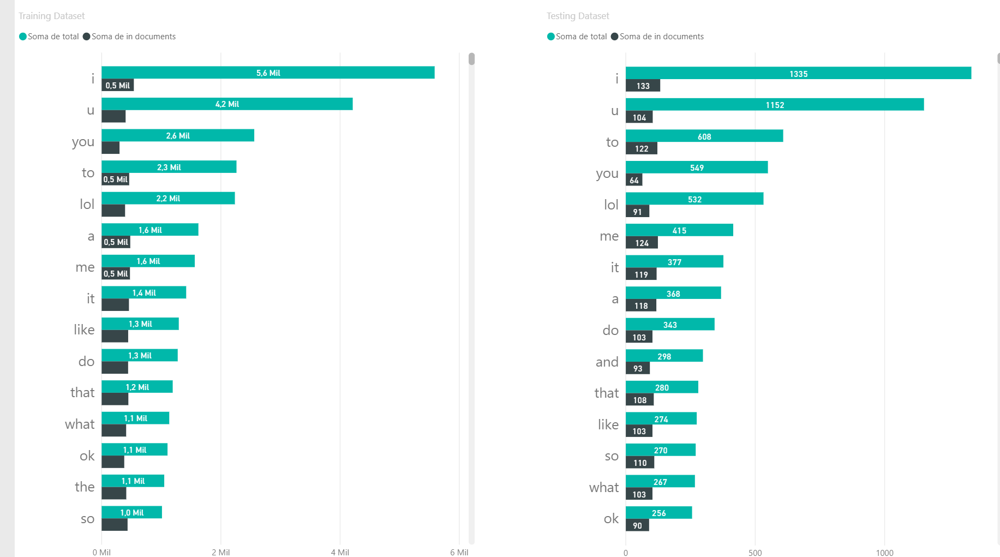 Training Dataset
Soma de total Soma de in documents
i 5,6 Mil
0,5 Mil
u 4,2 Mil
you 2,6 Mil
to 2,3 Mil
0,5 Mil
lol 2,2 Mil
a 1,6 Mil
0,5 Mil
me 1,6 Mil
0,5 Mil
it 1,4 Mil
like 1,3 Mil
do 1,3 Mil
that 1,2 Mil
what 1,1 Mil
ok 1,1 Mil
the 1,1 Mil
so 1,0 Mil
0 Mil 2 Mil 4 Mil 6 Mil
Testing Dataset
Soma de total Soma de in documents
i 1335
133
u 1152
104
to 608
122
you 549
64
lol 532
91
me 415
124
it 377
119
a 368
118
do 343
103
and 298
93
that 280
108
like 274
103
so 270
110
what 267
103
ok 256
90
0 500 1000